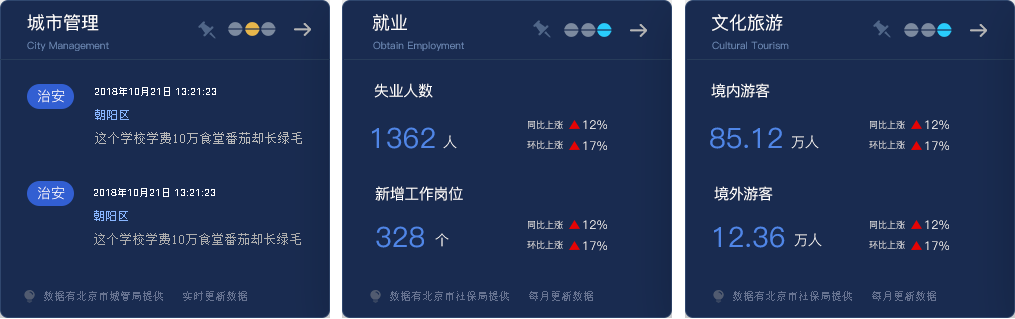 城市管理
City Management
治安
2018年10月21日 13:21:23
朝阳区
这个学校学费10万食堂番茄却长绿毛
治安
2018年10月21日 13:21:23
朝阳区
这个学校学费10万食堂番茄却长绿毛
数据有北京市城管局提供 实时更新数据
就业
Obtain Employment
失业人数
1362 人
同比上涨 12%
环比上涨 17%
新增工作岗位
328 个
同比上涨 12%
环比上涨 17%
数据有北京市社保局提供 每月更新数据
文化旅游
Cultural Tourism
境内游客
85.12 万人
同比上涨 12%
环比上涨 17%
境外游客
12.36 万人
同比上涨 12%
环比上涨 17%
数据有北京市社保局提供 每月更新数据